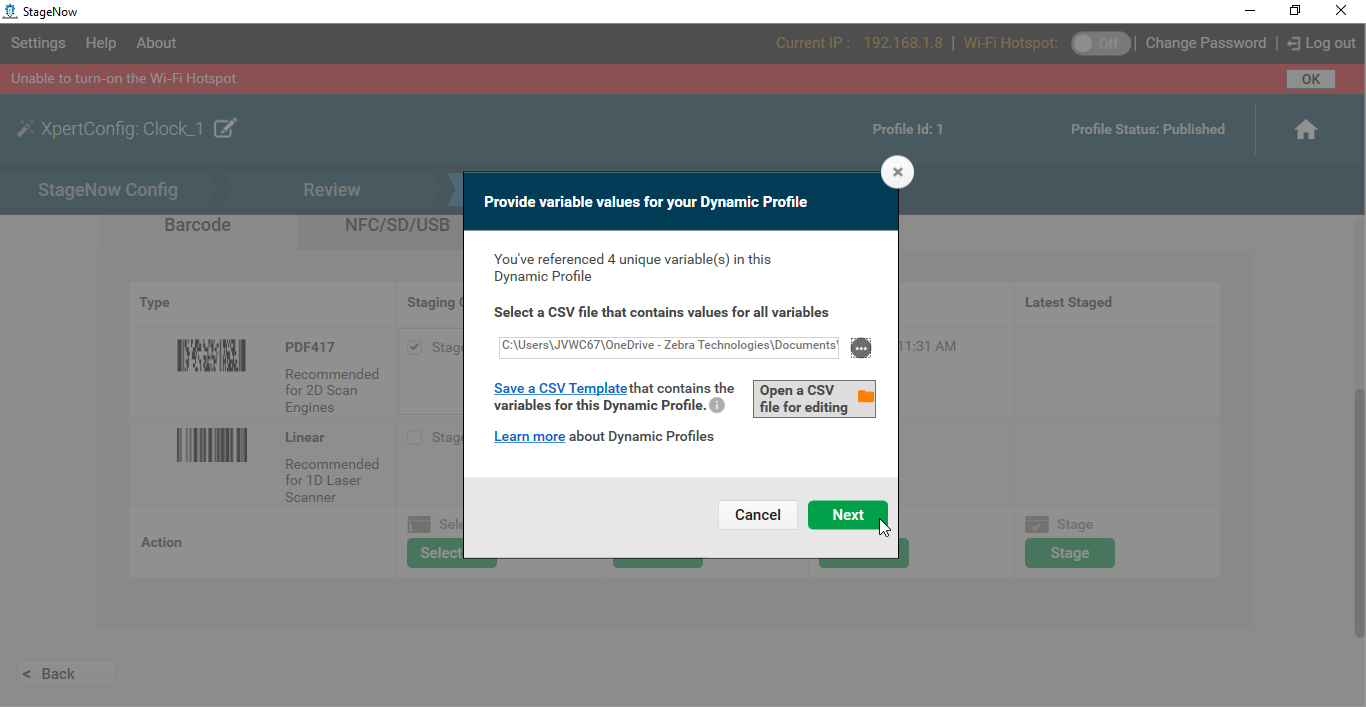 StageNow
Settings Help About Current IP : 192.168.1.8 | Wi-Fi Hotspot: Off | Change Password | Log out
Unable to turn-on the Wi-Fi Hotspot OK
XpertConfig: Clock_1 Profile Id: 1 Profile Status: Published
StageNow Config Review
Provide variable values for your Dynamic Profile
Barcode NFC/SD/USB
You've referenced 4 unique variable(s) in this
Dynamic Profile
Select a CSV file that contains values for all variables
C:\Users\JVWC67\OneDrive - Zebra Technologies\Documents\
Save a CSV Template that contains the
variables for this Dynamic Profile.
Open a CSV
file for editing
Learn more about Dynamic Profiles
Cancel Next
Type Staging Latest Staged
PDF417
Recommended
for 2D Scan
Engines
11:31 AM
Linear
Recommended
for 1D Laser
Scanner
Action
Select
Stage
Stage
< Back